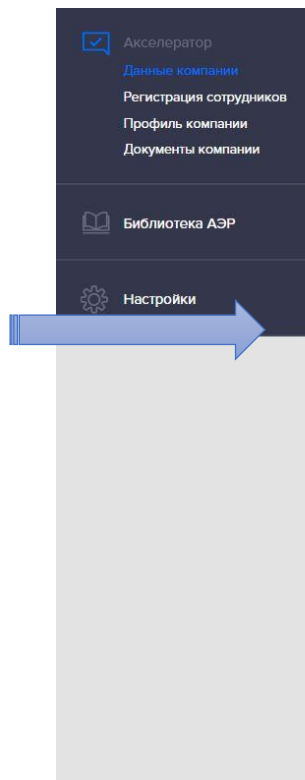 Акселератор
Данные компании
Регистрация сотрудников
Профиль компании
Документы компании
Библиотека АЭР
Настройки